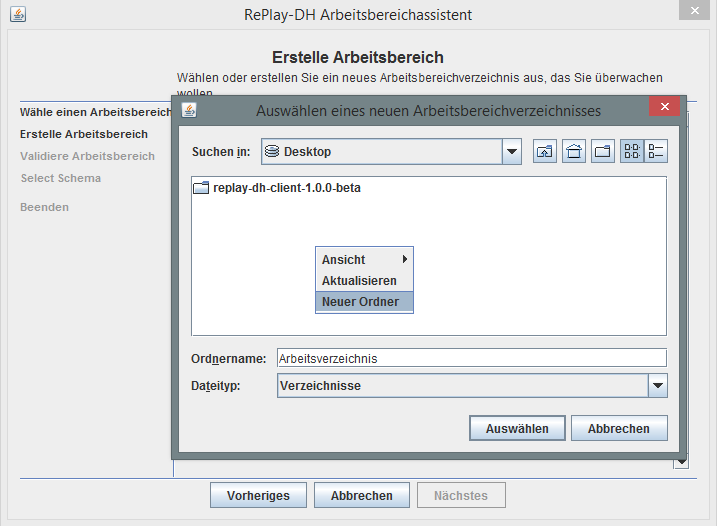 RePlay-DH Arbeitsbereichassistent
Erstelle Arbeitsbereich
Wählen oder erstellen Sie ein neues Arbeitsbereichverzeichnis aus, das Sie überwachen
wollen
Wähle einen Arbeitsbereich
Erstelle Arbeitsbereich
Validiere Arbeitsbereich
Select Schema
Beenden
Auswählen eines neuen Arbeitsbereichverzeichnisses
Suchen in: Desktop
replay-dh-client-1.0.0-beta
Ansicht
Aktualisieren
Neuer Ordner
Ordnername: Arbeitsverzeichnis
Dateityp: Verzeichnisse
Auswählen Abbrechen
Vorheriges Abbrechen Nächstes